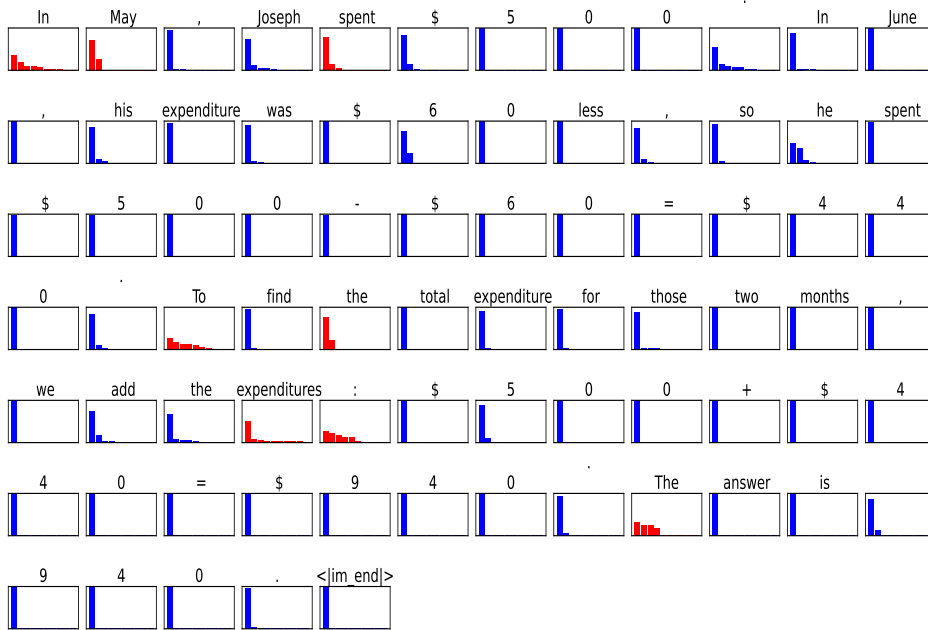 In May , Joseph spent $ 5 0 0 . In June
, his expenditure was $ 6 0 less , so he spent
$ 5 0 0 - $ 6 0 = $ 4 4
0 . To find the total expenditure for those two months ,
we add the expenditures : $ 5 0 0 + $ 4
4 0 = $ 9 4 0 . The answer is
9 4 0 . <|im_end|>